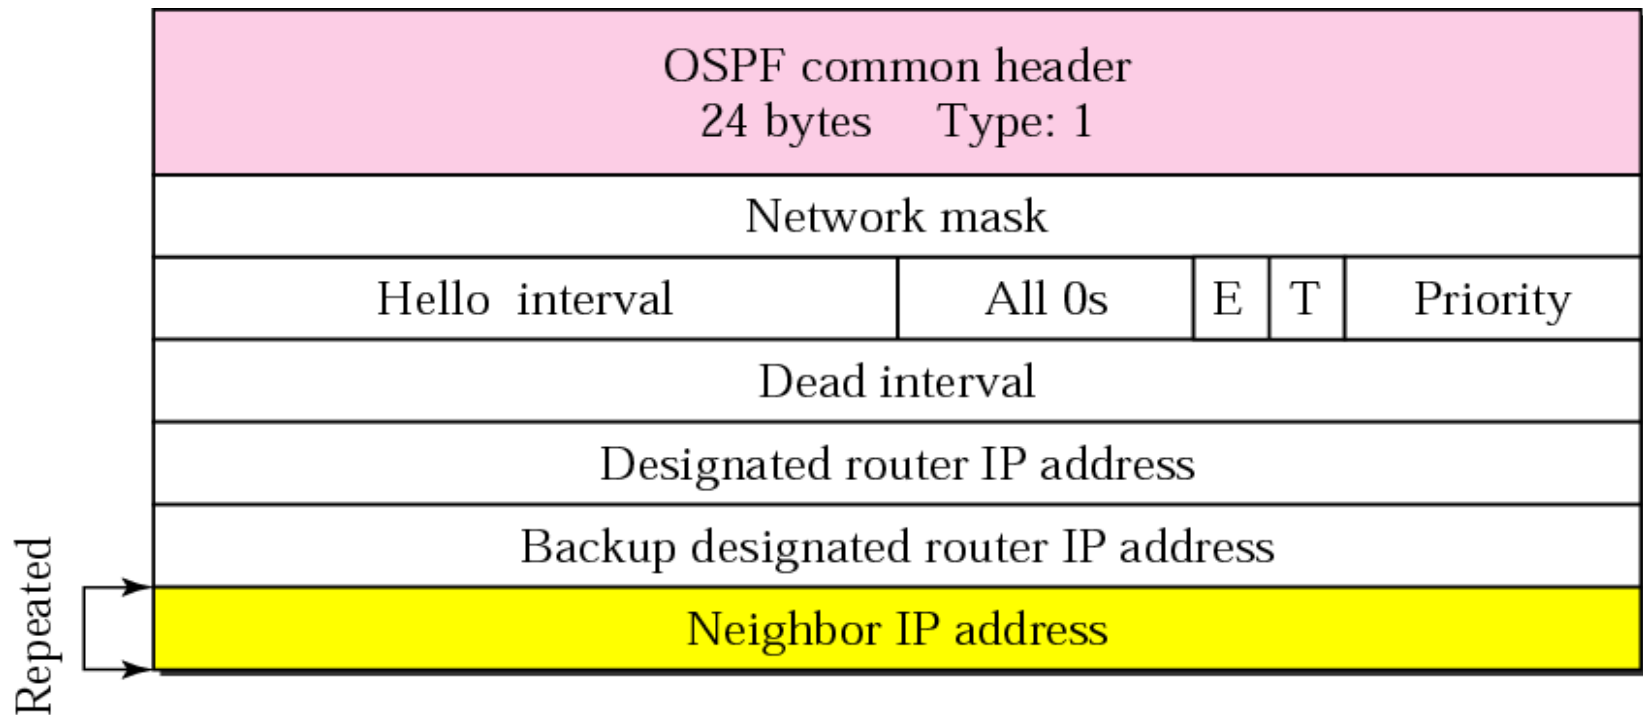 OSPF common header
24 bytes Type: 1
Network mask
Hello interval All 0s E T Priority
Dead interval
Designated router IP address
Backup designated router IP address
Repeated
Neighbor IP address